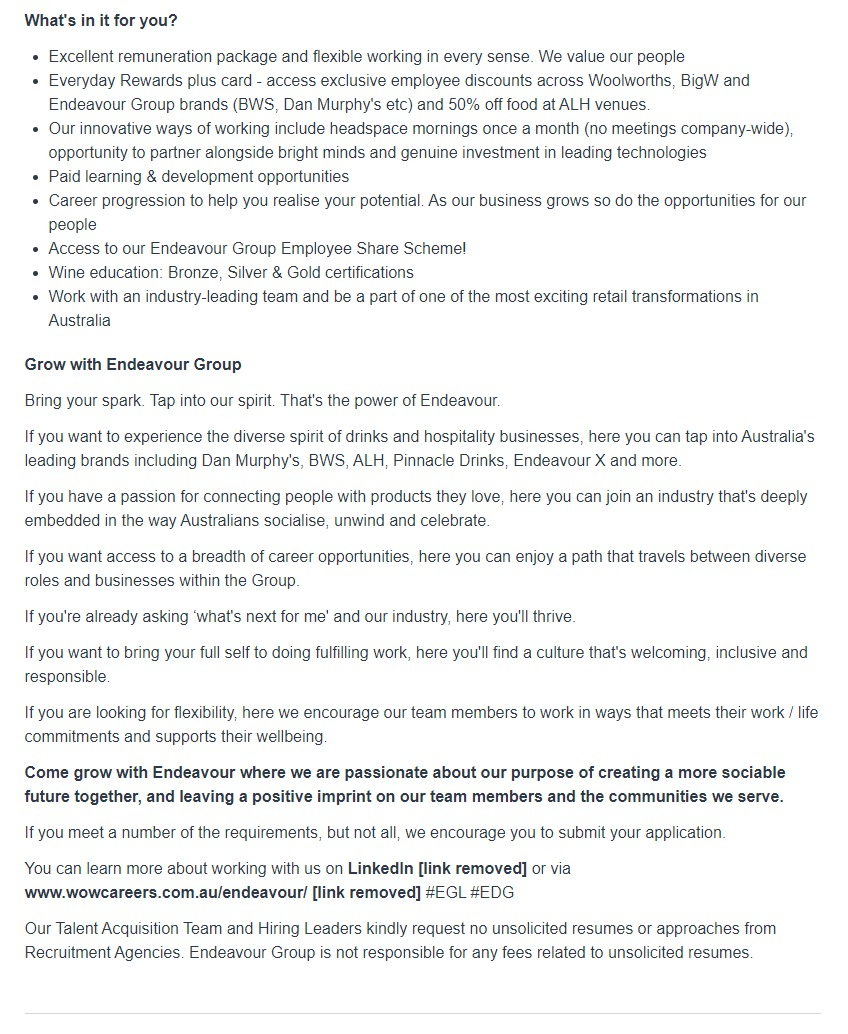 What's in it for you?
• Excellent remuneration package and flexible working in every sense. We value our people
• Everyday Rewards plus card - access exclusive employee discounts across Woolworths, BigW and
Endeavour Group brands (BWS, Dan Murphy's etc) and 50% off food at ALH venues.
• Our innovative ways of working include headspace mornings once a month (no meetings company-wide),
opportunity to partner alongside bright minds and genuine investment in leading technologies
• Paid learning & development opportunities
• Career progression to help you realise your potential. As our business grows so do the opportunities for our
people
• Access to our Endeavour Group Employee Share Scheme!
• Wine education: Bronze, Silver & Gold certifications
• Work with an industry-leading team and be a part of one of the most exciting retail transformations in
Australia
Grow with Endeavour Group
Bring your spark. Tap into our spirit. That's the power of Endeavour.
If you want to experience the diverse spirit of drinks and hospitality businesses, here you can tap into Australia's
leading brands including Dan Murphy's, BWS, ALH, Pinnacle Drinks, Endeavour X and more.
If you have a passion for connecting people with products they love, here you can join an industry that's deeply
embedded in the way Australians socialise, unwind and celebrate.
If you want access to a breadth of career opportunities, here you can enjoy a path that travels between diverse
roles and businesses within the Group.
If you're already asking ‘what's next for me' and our industry, here you'll thrive.
If you want to bring your full self to doing fulfilling work, here you'll find a culture that's welcoming, inclusive and
responsible.
If you are looking for flexibility, here we encourage our team members to work in ways that meets their work / life
commitments and supports their wellbeing.
Come grow with Endeavour where we are passionate about our purpose of creating a more sociable
future together, and leaving a positive imprint on our team members and the communities we serve.
If you meet a number of the requirements, but not all, we encourage you to submit your application.
You can learn more about working with us on LinkedIn [link removed] or via
www.wowcareers.com.au/endeavour/ [link removed] #EGL #EDG
Our Talent Acquisition Team and Hiring Leaders kindly request no unsolicited resumes or approaches from
Recruitment Agencies. Endeavour Group is not responsible for any fees related to unsolicited resumes.